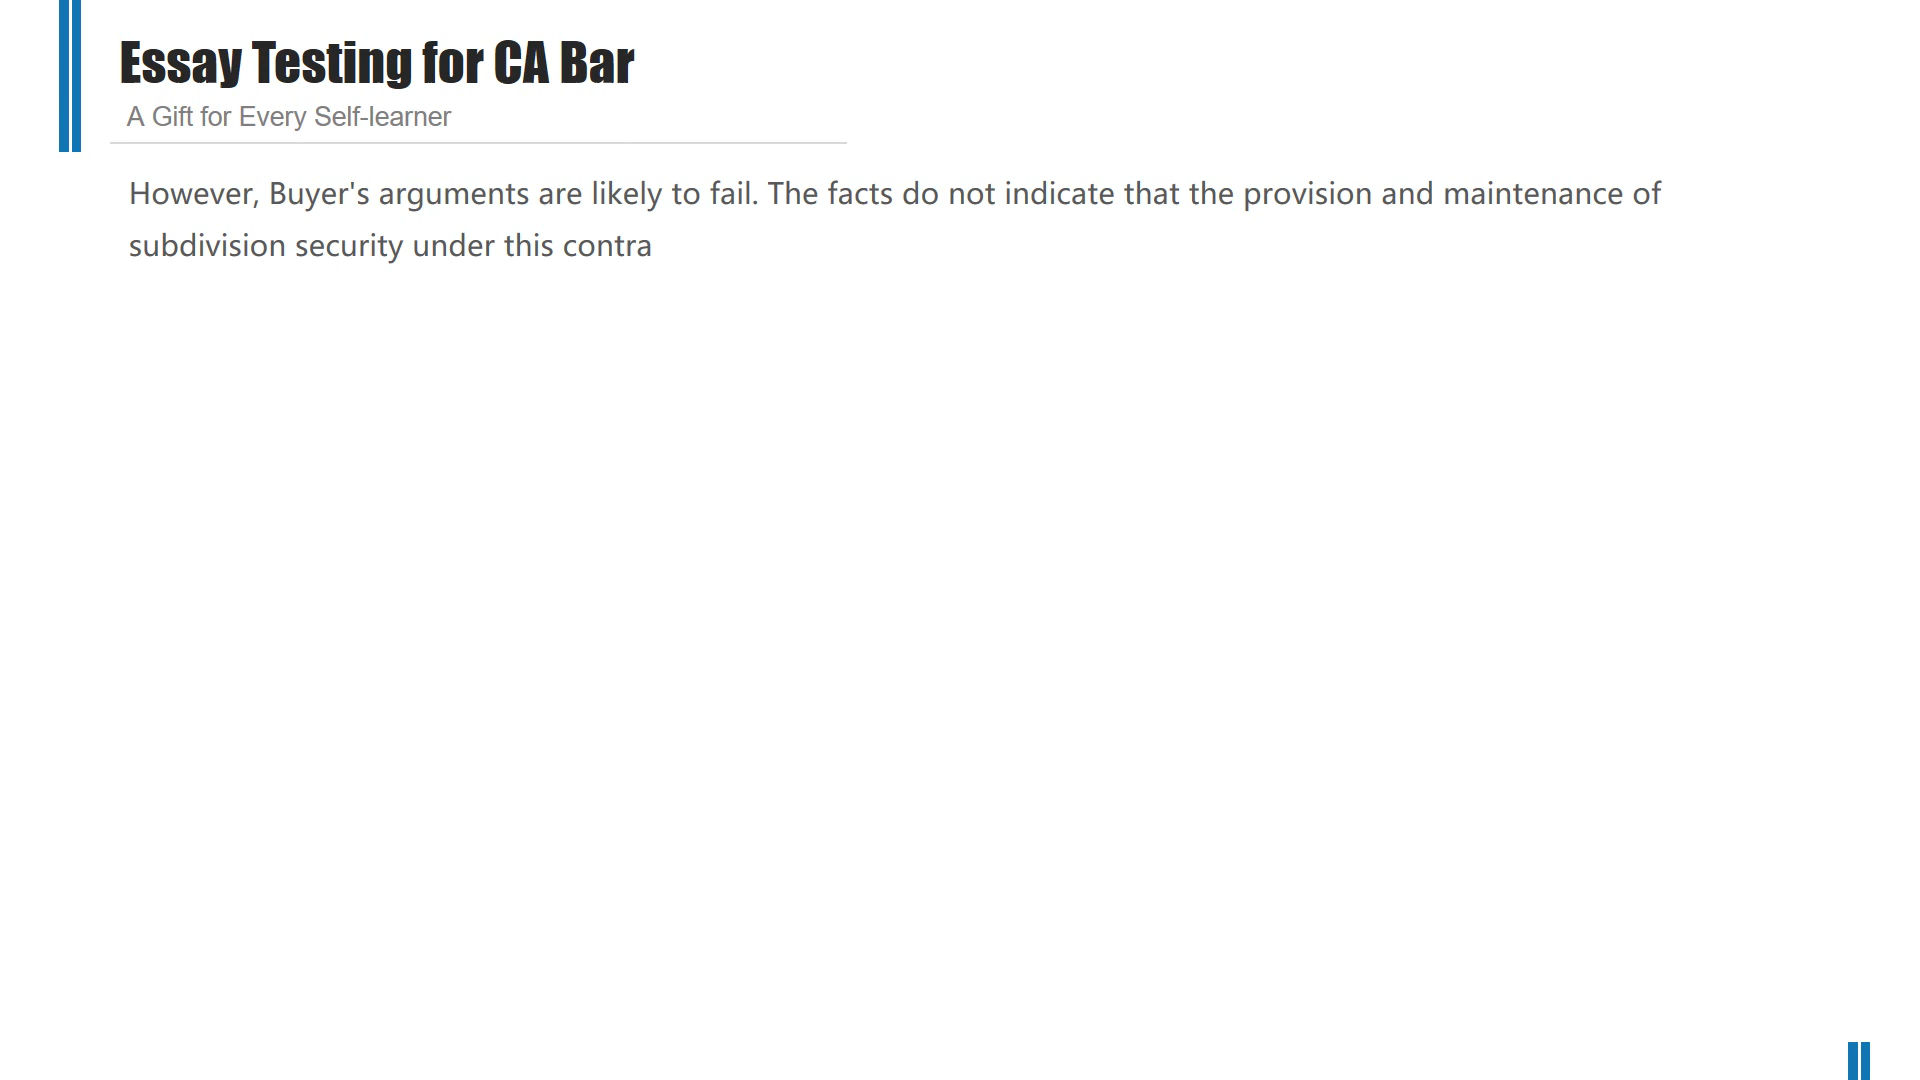 Essay Testing for CA Bar
A Gift for Every Self-learner
However, Buyer's arguments are likely to fail. The facts do not indicate that the provision and maintenance of
subdivision security under this contra